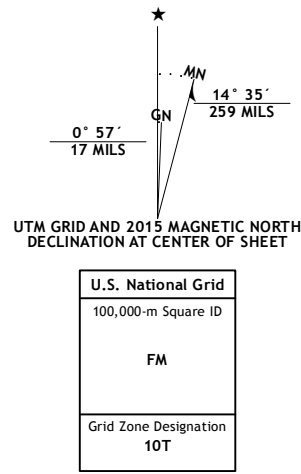 MN
14° 35´
259 MILS
GN
0° 57´
17 MILS
UTM GRID AND 2015 MAGNETIC NORTH
DECLINATION AT CENTER OF SHEET
U.S. National Grid
100,000-m Square ID
FM
Grid Zone Designation
10T